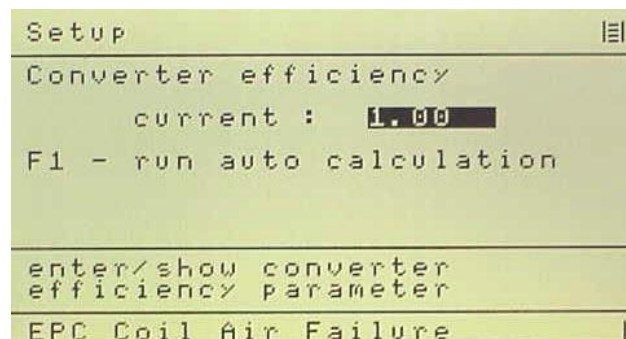 Setup
Converter efficiency
current : 1.00
F1 - run auto calculation
enter/show converter
efficiency parameter
EPC Coil Air Failure